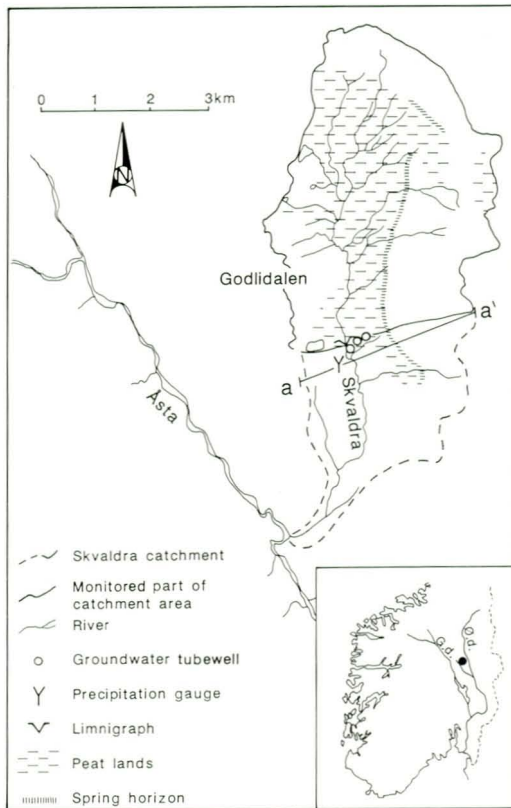 0 1 2 3km
N
Godlidalen
a'
a
Skvaldra
Åsta
Skvaldra catchment
Monitored part of
catchment area
River
Groundwater tubewell
Precipitation gauge
Limnigraph
Peat lands
Spring horizon
G.d.
Ø.d.